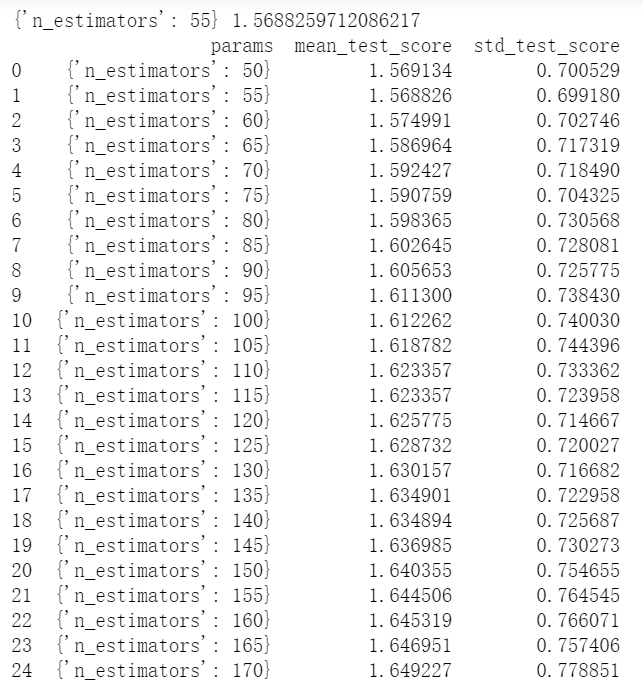 {'n_estimators': 55} 1.5688259712086217
params mean_test_score std_test_score
0 {'n_estimators': 50} 1.569134 0.700529
1 {'n_estimators': 55} 1.568826 0.699180
2 {'n_estimators': 60} 1.574991 0.702746
3 {'n_estimators': 65} 1.586964 0.717319
4 {'n_estimators': 70} 1.592427 0.718490
5 {'n_estimators': 75} 1.590759 0.704325
6 {'n_estimators': 80} 1.598365 0.730568
7 {'n_estimators': 85} 1.602645 0.728081
8 {'n_estimators': 90} 1.605653 0.725775
9 {'n_estimators': 95} 1.611300 0.738430
10 {'n_estimators': 100} 1.612262 0.740030
11 {'n_estimators': 105} 1.618782 0.744396
12 {'n_estimators': 110} 1.623357 0.733362
13 {'n_estimators': 115} 1.623357 0.723958
14 {'n_estimators': 120} 1.625775 0.714667
15 {'n_estimators': 125} 1.628732 0.720027
16 {'n_estimators': 130} 1.630157 0.716682
17 {'n_estimators': 135} 1.634901 0.722958
18 {'n_estimators': 140} 1.634894 0.725687
19 {'n_estimators': 145} 1.636985 0.730273
20 {'n_estimators': 150} 1.640355 0.754655
21 {'n_estimators': 155} 1.644506 0.764545
22 {'n_estimators': 160} 1.645319 0.766071
23 {'n_estimators': 165} 1.646951 0.757406
24 {'n_estimators': 170} 1.649227 0.778851